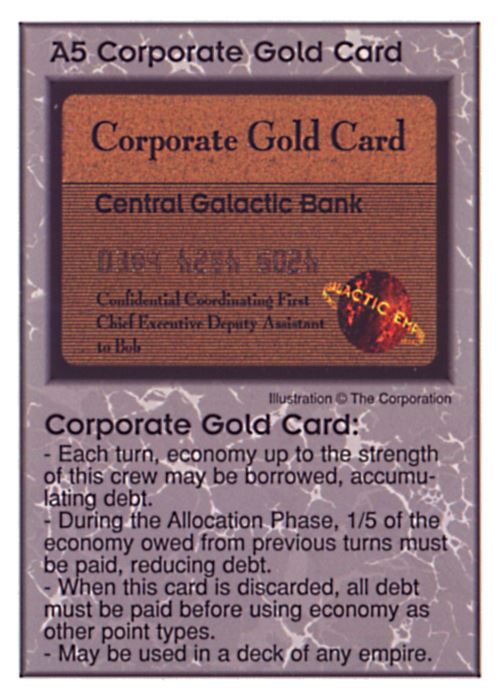 A5 Corporate Gold Card
Corporate Gold Card
Central Galactic Bank
Confidential Coordinating First
Chief Executive Deputy Assistant
to Bob
GALACTIC EMP
Illustration © The Corporation
Corporate Gold Card:
- Each turn, economy up to the strength
of this crew may be borrowed, accumu-
lating debt.
- During the Allocation Phase, 1/5 of the
economy owed from previous turns must
be paid, reducing debt.
- When this card is discarded, all debt
must be paid before using economy as
other point types.
- May be used in a deck of any empire.